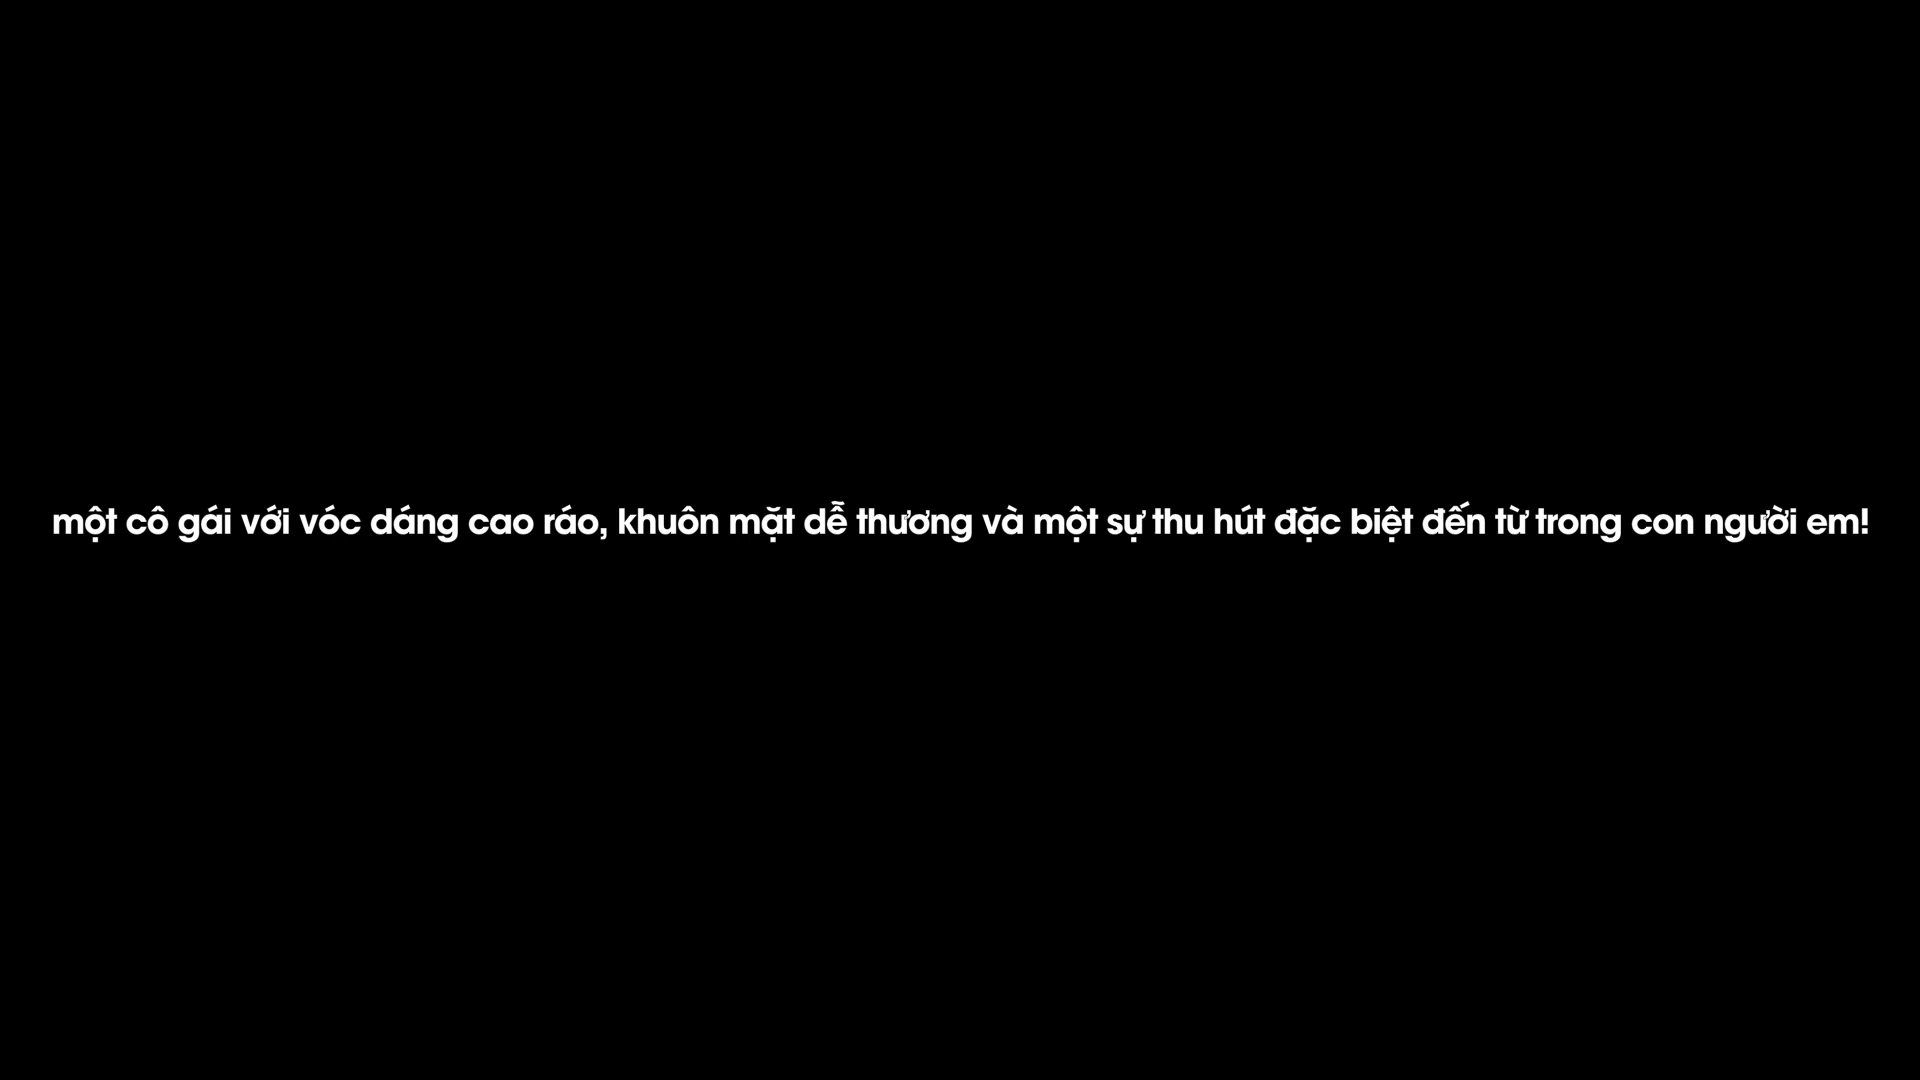 một cô gái với vóc dáng cao ráo, khuôn mặt dễ thương và một sự thu hút đặc biệt đến từ trong con người em!